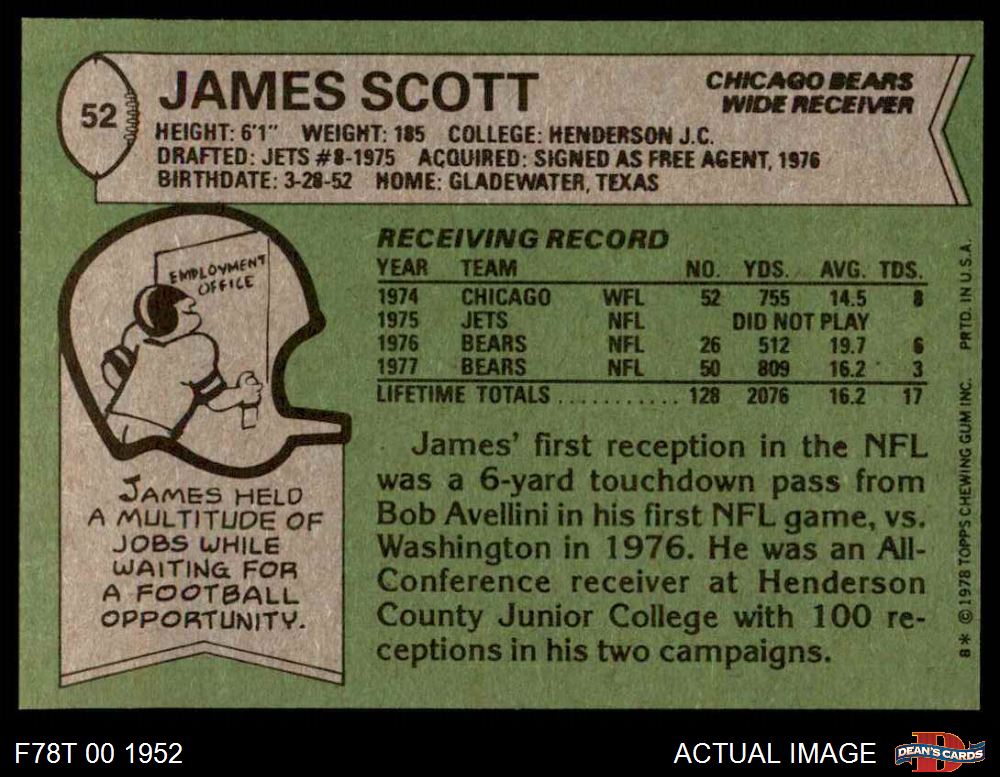 52
JAMES SCOTT
CHICAGO BEARS
WIDE RECEIVER
HEIGHT: 6'1" WEIGHT: 185 COLLEGE: HENDERSON J.C.
DRAFTED: JETS #8-1975 ACQUIRED: SIGNED AS FREE AGENT, 1976
BIRTHDATE: 3-28-52 HOME: GLADEWATER, TEXAS
EMPLOYMENT
OFFICE
JAMES HELD
A MULTITUDE OF
JOBS WHILE
WAITING FOR
A FOOTBALL
OPPORTUNITY.
RECEIVING RECORD
YEAR TEAM NO. YDS. AVG. TDS.
1974 CHICAGO WFL 52 755 14.5 8
1975 JETS NFL DID NOT PLAY
1976 BEARS NFL 26 512 19.7 6
1977 BEARS NFL 50 809 16.2 3
LIFETIME TOTALS ........... 128 2076 16.2 17
James' first reception in the NFL
was a 6-yard touchdown pass from
Bob Avellini in his first NFL game, vs.
Washington in 1976. He was an All-
Conference receiver at Henderson
County Junior College with 100 re-
ceptions in his two campaigns.
8* © 1978 TOPPS CHEWING GUM INC. PRTD. IN U.S.A.
F78T 00 1952
ACTUAL IMAGE
D
DEAN'S CARDS